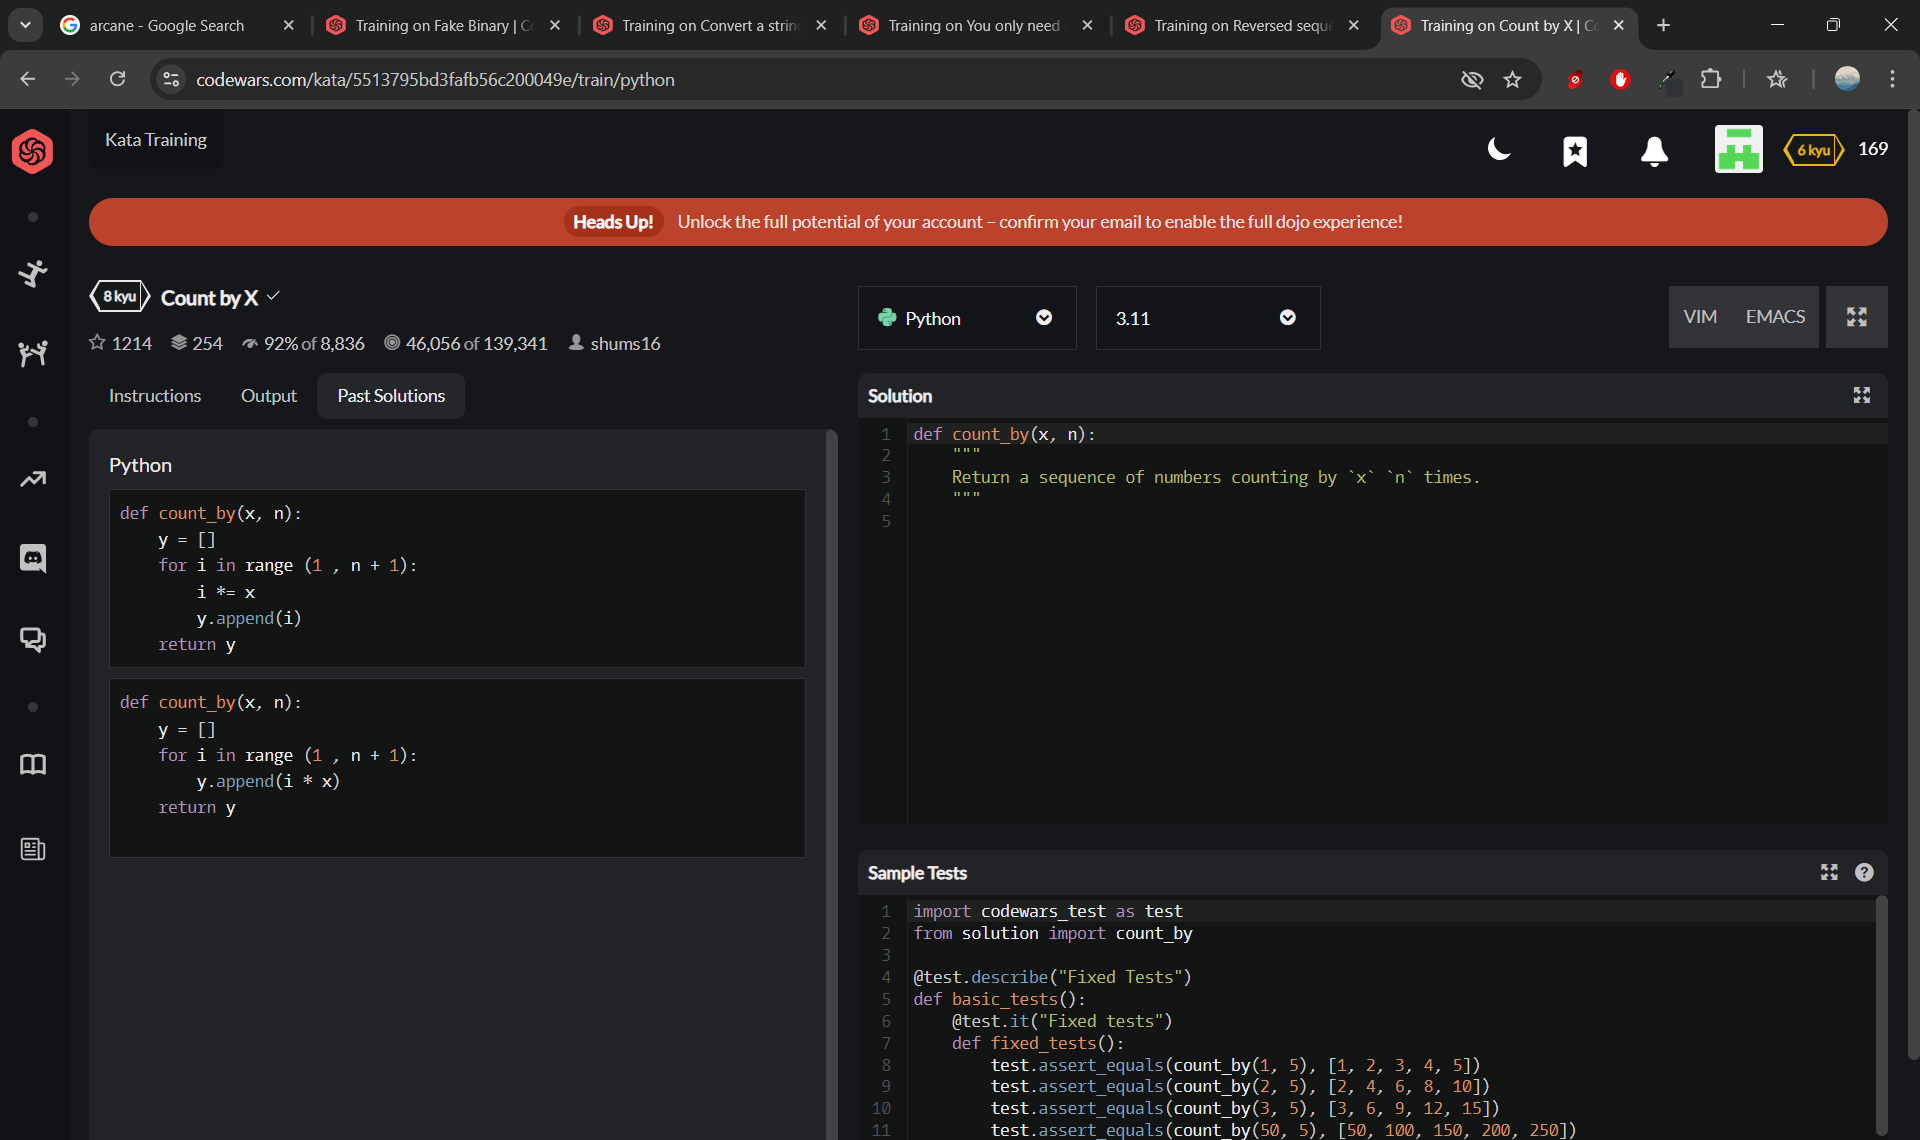 arcane - Google Search
Training on Fake Binary | C
Training on Convert a strin
Training on You only need
Training on Reversed seque
Training on Count by X | C
codewars.com/kata/5513795bd3fafb56c200049e/train/python
Kata Training
6 kyu
169
Heads Up! Unlock the full potential of your account – confirm your email to enable the full dojo experience!
8 kyu
Count by X
1214
254
92% of 8,836
46,056 of 139,341
shums16
Python
3.11
VIM
EMACS
Instructions
Output
Past Solutions
Python
def count_by(x, n):
    y = []
    for i in range (1 , n + 1):
        i *= x
        y.append(i)
    return y
def count_by(x, n):
    y = []
    for i in range (1 , n + 1):
        y.append(i * x)
    return y
Solution
1 def count_by(x, n):
2     """
3     Return a sequence of numbers counting by `x` `n` times.
4     """
5
Sample Tests
?
1 import codewars_test as test
2 from solution import count_by
3
4 @test.describe("Fixed Tests")
5 def basic_tests():
6     @test.it("Fixed tests")
7     def fixed_tests():
8         test.assert_equals(count_by(1, 5), [1, 2, 3, 4, 5])
9         test.assert_equals(count_by(2, 5), [2, 4, 6, 8, 10])
10         test.assert_equals(count_by(3, 5), [3, 6, 9, 12, 15])
11         test.assert_equals(count_by(50, 5), [50, 100, 150, 200, 250])